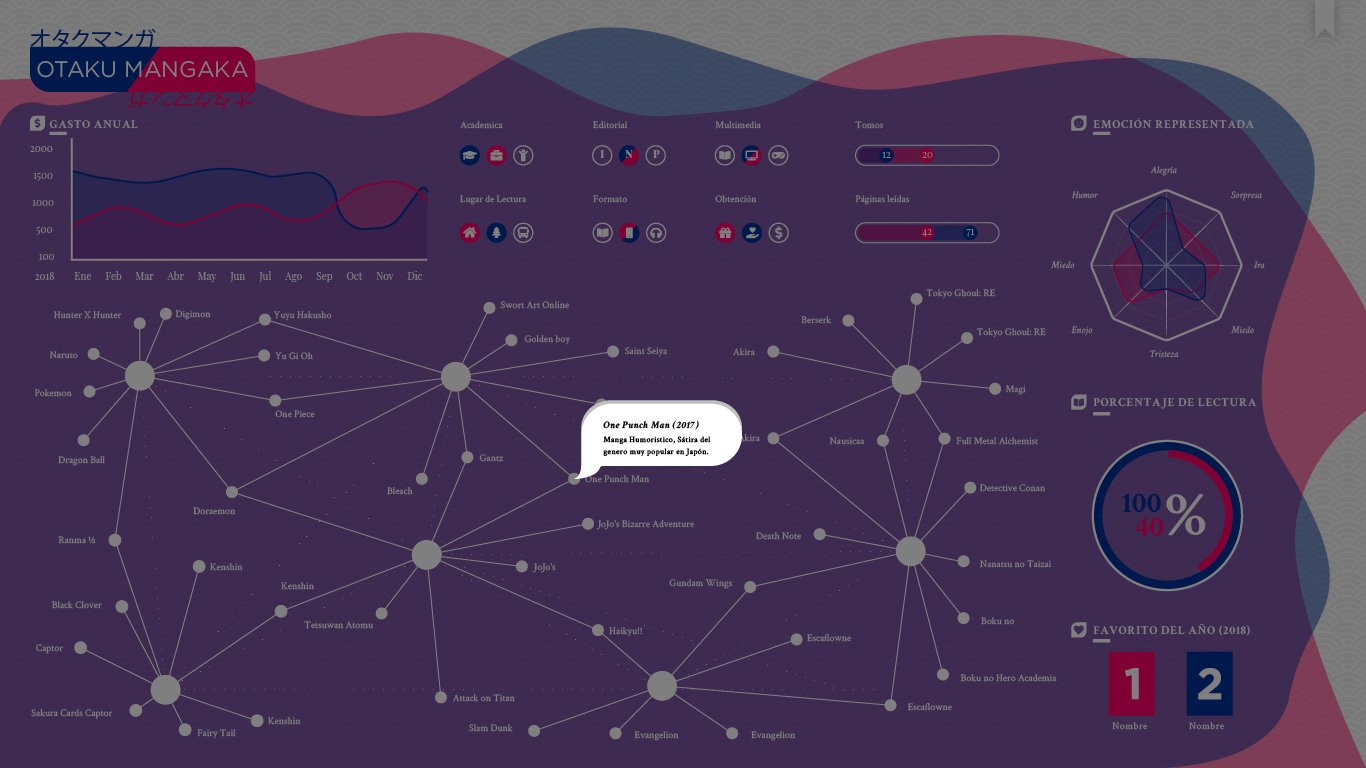 オタクマンガ
OTAKU MANGAKA
GASTO ANUAL
2000
1500
1000
500
100
2018 Ene Feb Mar Abr May Jun Jul Ago Sep Oct Nov Dic
Academica
Editorial
I N P
Multimedia
Tomos
12 20
Lugar de Lectura
Formato
Obtención
Páginas leídas
42 71
EMOCIÓN REPRESENTADA
Alegría
Humor
Sorpresa
Miedo
Ira
Enojo
Miedo
Tristeza
Hunter X Hunter
Digimon
Yuyu Hakusho
Naruto
Yu Gi Oh
Pokemon
One Piece
Dragon Ball
Doraemon
Swort Art Online
Golden boy
Saint Seiya
Gantz
Bleach
One Punch Man (2017)
Manga Humoristico, Sátira del
genero muy popular en Japón.
One Punch Man
JoJo's Bizarre Adventure
JoJo's
Tokyo Ghoul: RE
Berserk
Tokyo Ghoul: RE
Akira
Magi
Akira
Nausicaa
Full Metal Alchemist
Detective Conan
Death Note
Nanatsu no Taizai
Gundam Wings
Boku no
Boku no Hero Academia
Ranma ½
Kenshin
Kenshin
Black Clover
Tetsuwan Atomu
Captor
Haikyu!!
Escaflowne
Sakura Cards Captor
Fairy Tail
Kenshin
Attack on Titan
Slam Dunk
Evangelion
Evangelion
Escaflowne
PORCENTAJE DE LECTURA
100
40
%
FAVORITO DEL AÑO (2018)
1 2
Nombre Nombre